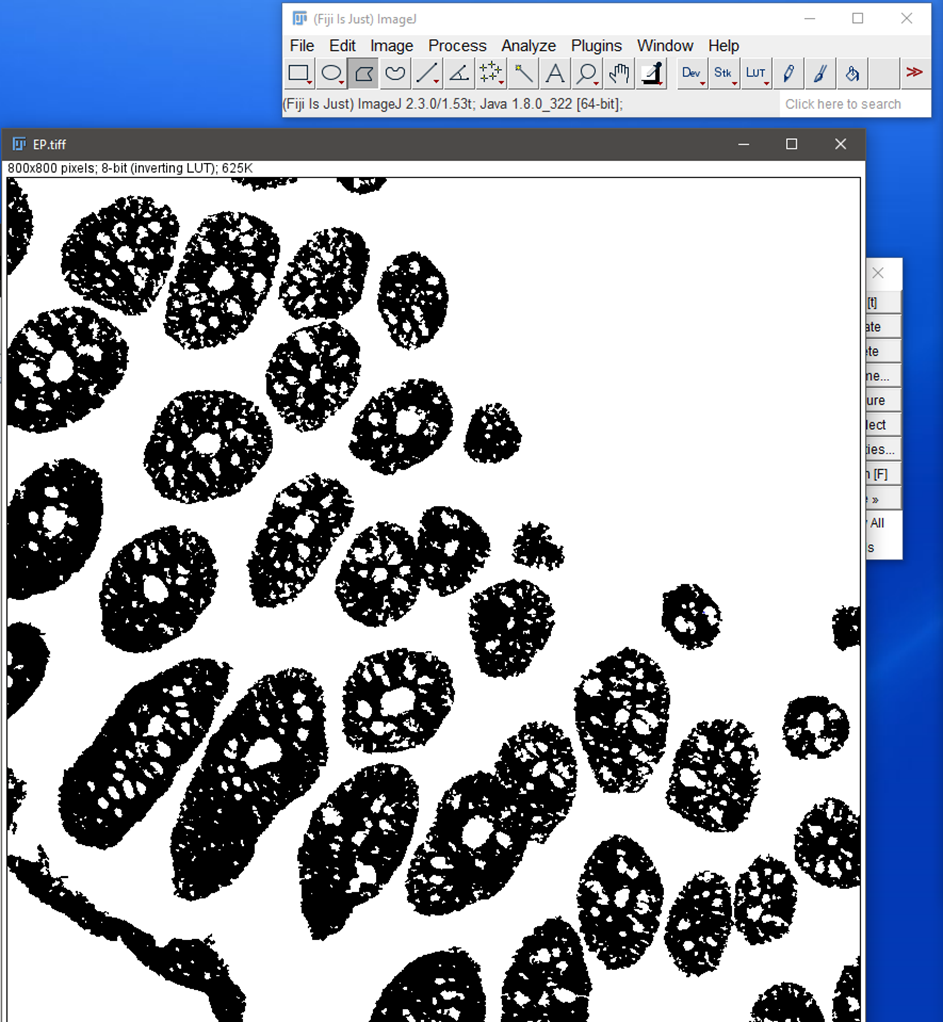 (Fiji Is Just) ImageJ
File Edit Image Process Analyze Plugins Window Help
Dev Stk LUT
(Fiji Is Just) ImageJ 2.3.0/1.53t; Java 1.8.0_322 [64-bit]; Click here to search
EP.tiff
800x800 pixels; 8-bit (inverting LUT); 625K
[t]
ate
ete
ne...
ure
lect
ies...
[F]
»
All
s